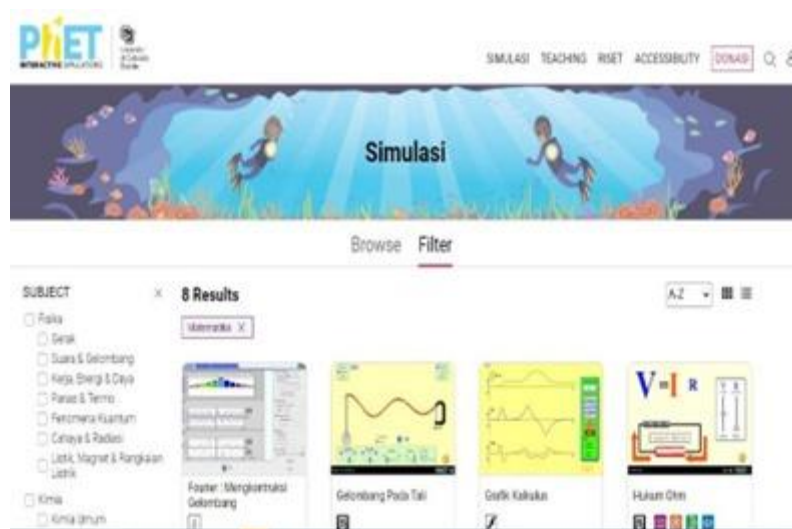 PhET
INTERACTIVE SIMULATIONS
SIMULASI TEACHING RISET ACCESSIBILITY DONASI
Simulasi
Browse Filter
SUBJECT X
8 Results
A-Z
Matematika X
Fisika
Gerak
Suara & Gelombang
Kerja, Energi & Daya
Panas & Termo
Fenomena Kuantum
Cahaya & Radiasi
Listrik, Magnet & Rangkaian
Listrik
Kimia
Kimia Umum
V = I R
V R
Fourier : Mengkontruksi
Gelombang
Gelombang Pada Tali
Grafik Kalkulus
Hukum Ohm